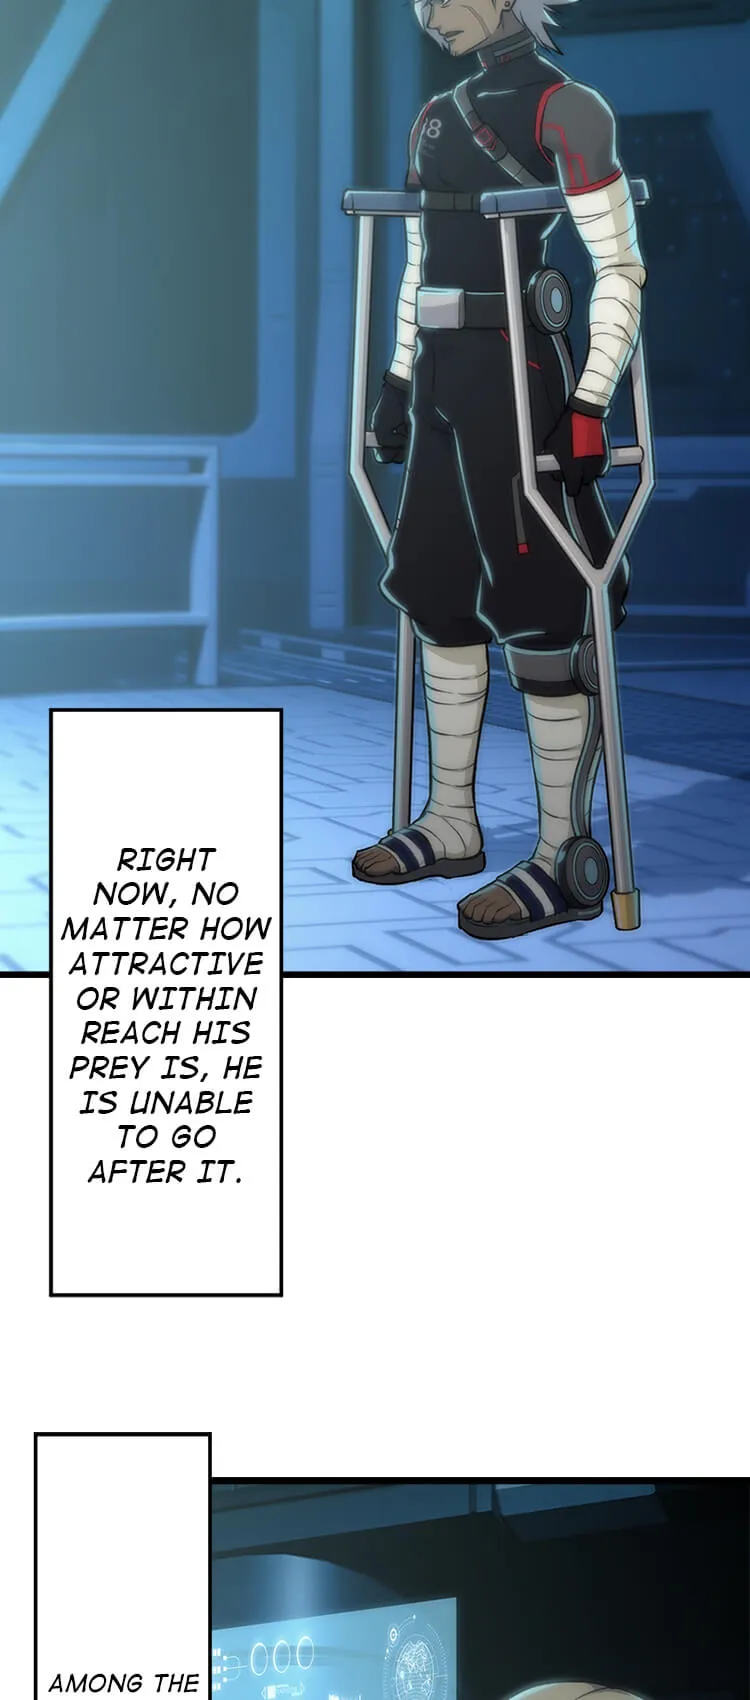 8
RIGHT
NOW, NO
MATTER HOW
ATTRACTIVE
OR WITHIN
REACH HIS
PREY IS, HE
IS UNABLE
TO GO
AFTER IT.
AMONG THE